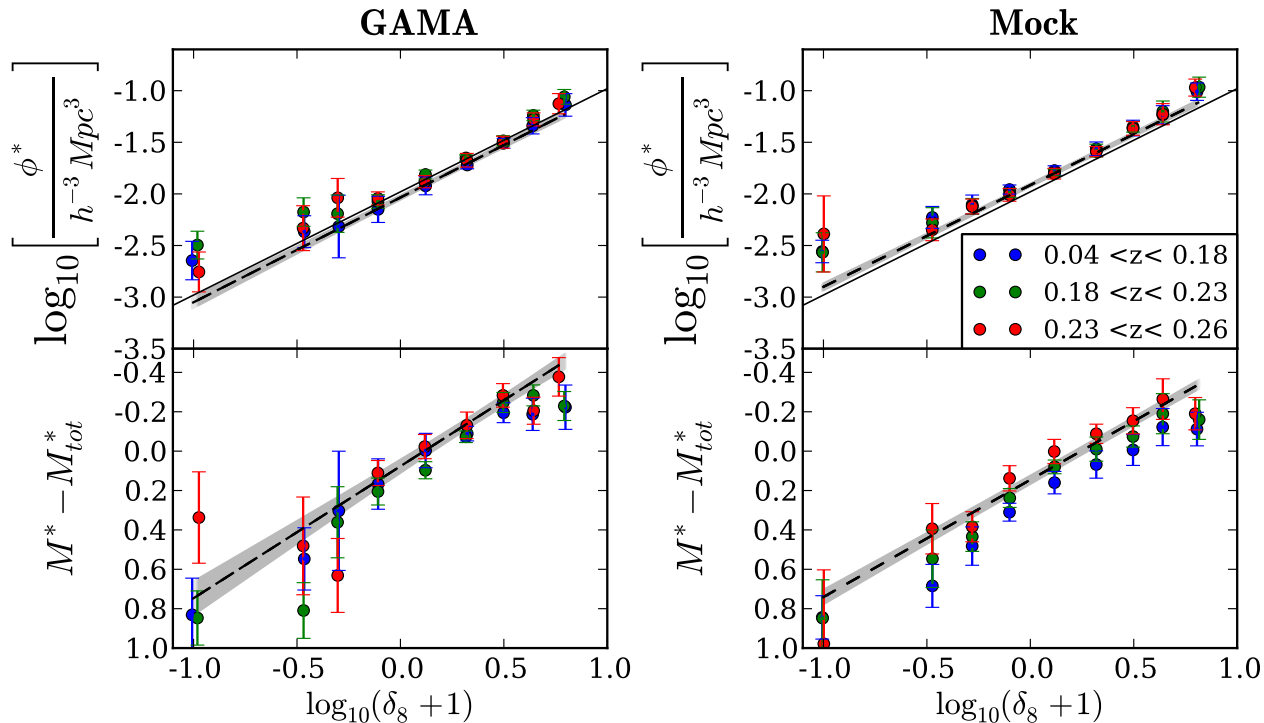 GAMA
Mock
log₁₀ [ ϕ* / h⁻³ Mpc³ ]
-1.0
-1.5
-2.0
-2.5
-3.0
-3.5
log₁₀ [ ϕ* / h⁻³ Mpc³ ]
-1.0
-1.5
-2.0
-2.5
-3.0
-3.5
0.04 <z< 0.18
0.18 <z< 0.23
0.23 <z< 0.26
M* − M*tot
-0.4
-0.2
0.0
0.2
0.4
0.6
0.8
1.0
M* − M*tot
-0.4
-0.2
0.0
0.2
0.4
0.6
0.8
1.0
-1.0 -0.5 0.0 0.5 1.0
-1.0 -0.5 0.0 0.5 1.0
log₁₀(δ₈ +1)
log₁₀(δ₈ +1)